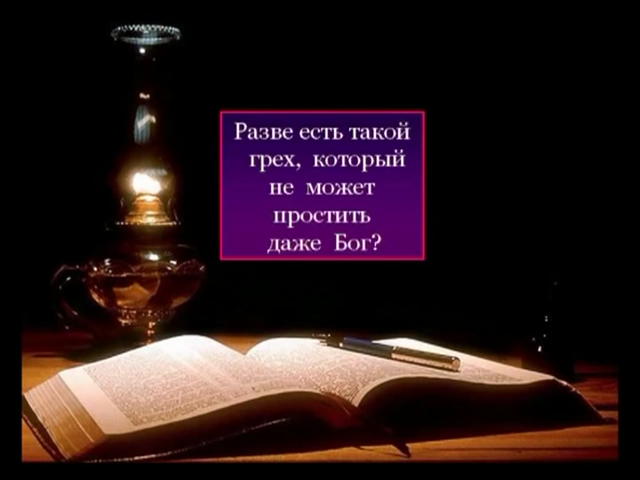 Разве есть такой
грех, который
не может
простить
даже Бог?